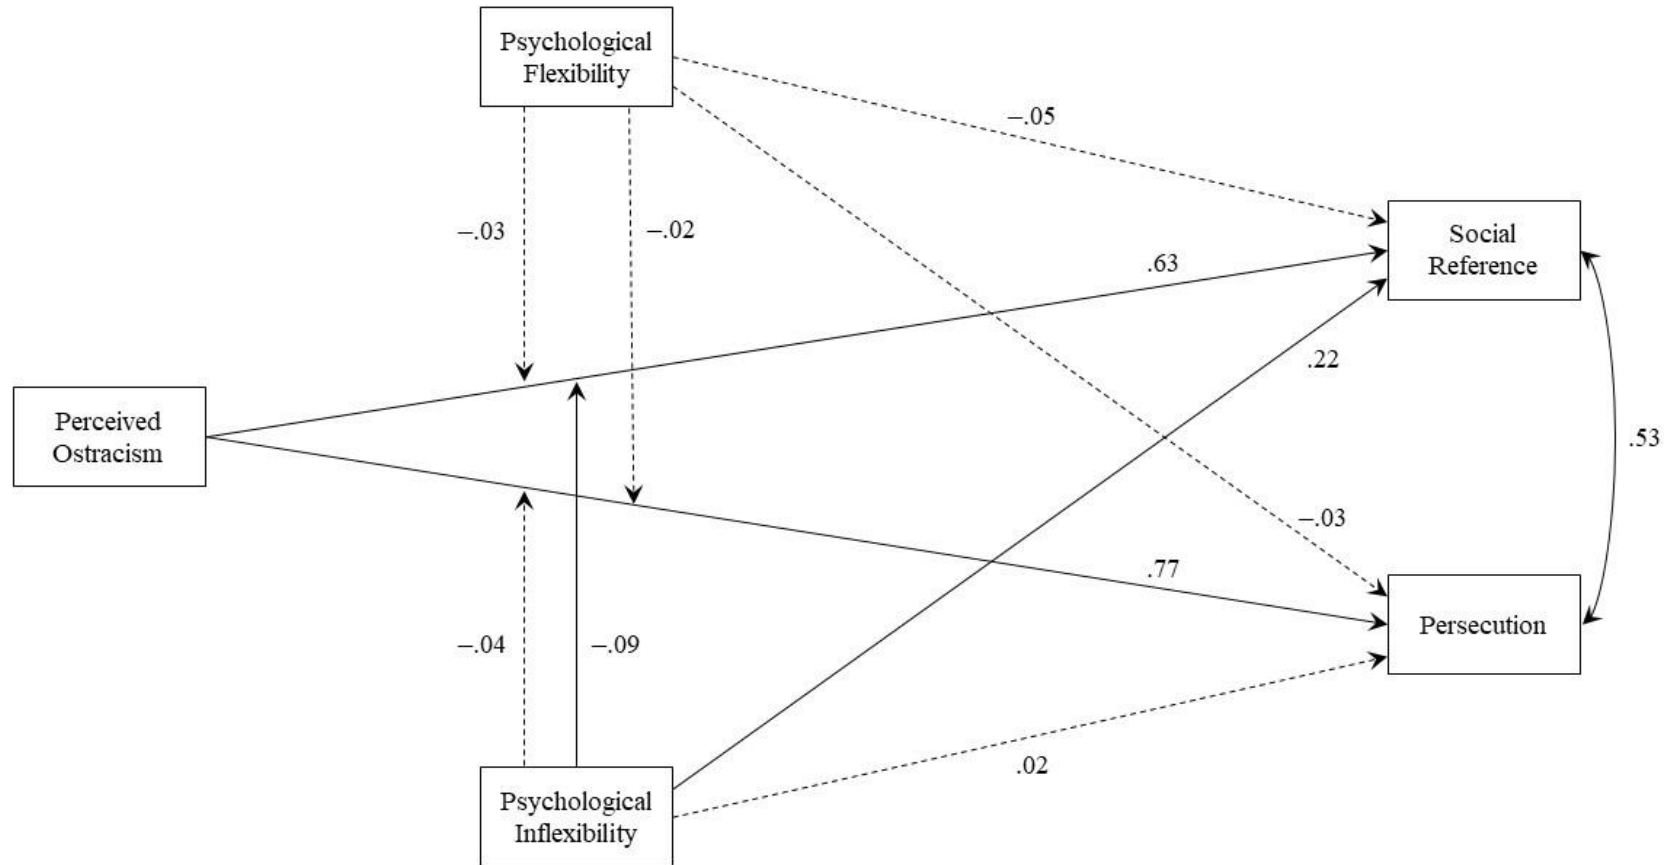 Psychological
Flexibility
–.05
–.03
–.02
Social
Reference
.63
.22
Perceived
Ostracism
.53
–.03
.77
Persecution
–.04
–.09
.02
Psychological
Inflexibility